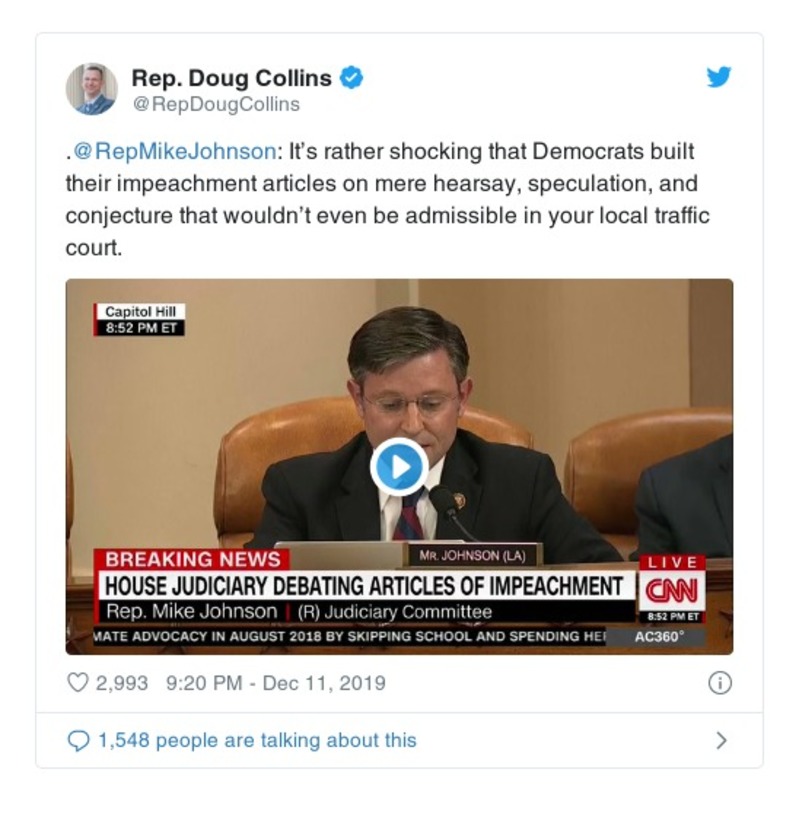 Rep. Doug Collins
@RepDougCollins
.@RepMikeJohnson: It’s rather shocking that Democrats built
their impeachment articles on mere hearsay, speculation, and
conjecture that wouldn’t even be admissible in your local traffic
court.
Capitol Hill
8:52 PM ET
MR. JOHNSON (LA)
BREAKING NEWS
HOUSE JUDICIARY DEBATING ARTICLES OF IMPEACHMENT
Rep. Mike Johnson | (R) Judiciary Committee
LIVE
CNN
8:52 PM ET
MATE ADVOCACY IN AUGUST 2018 BY SKIPPING SCHOOL AND SPENDING HE
AC360°
2,993 9:20 PM - Dec 11, 2019
1,548 people are talking about this